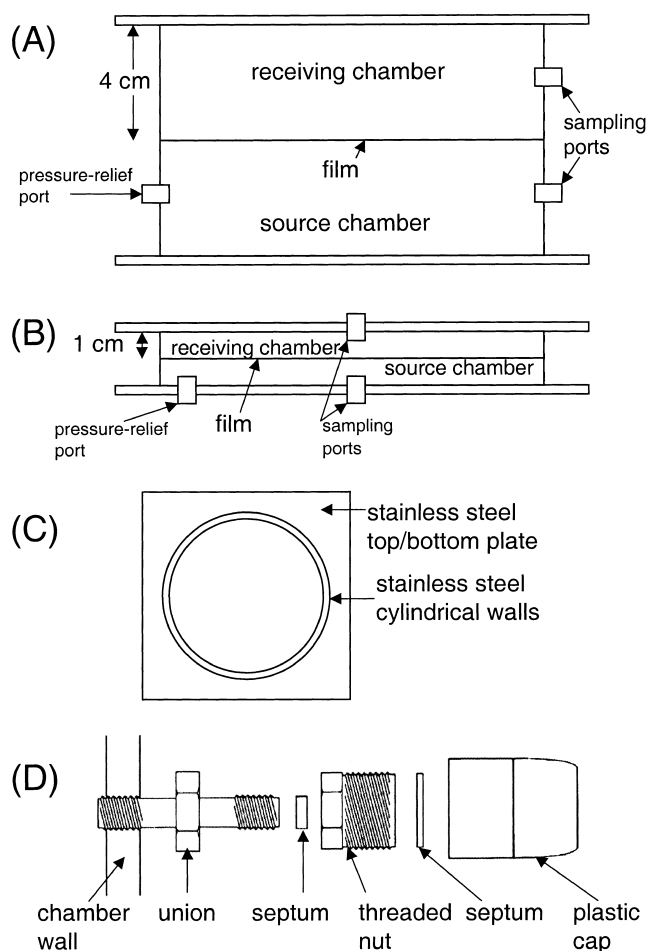 (A)
receiving chamber
4 cm
sampling
ports
film
pressure-relief
port
source chamber
(B)
1 cm
receiving chamber
source chamber
film
pressure-relief
port
sampling
ports
(C)
stainless steel
top/bottom plate
stainless steel
cylindrical walls
(D)
chamber
wall
union
septum
threaded
nut
septum
plastic
cap